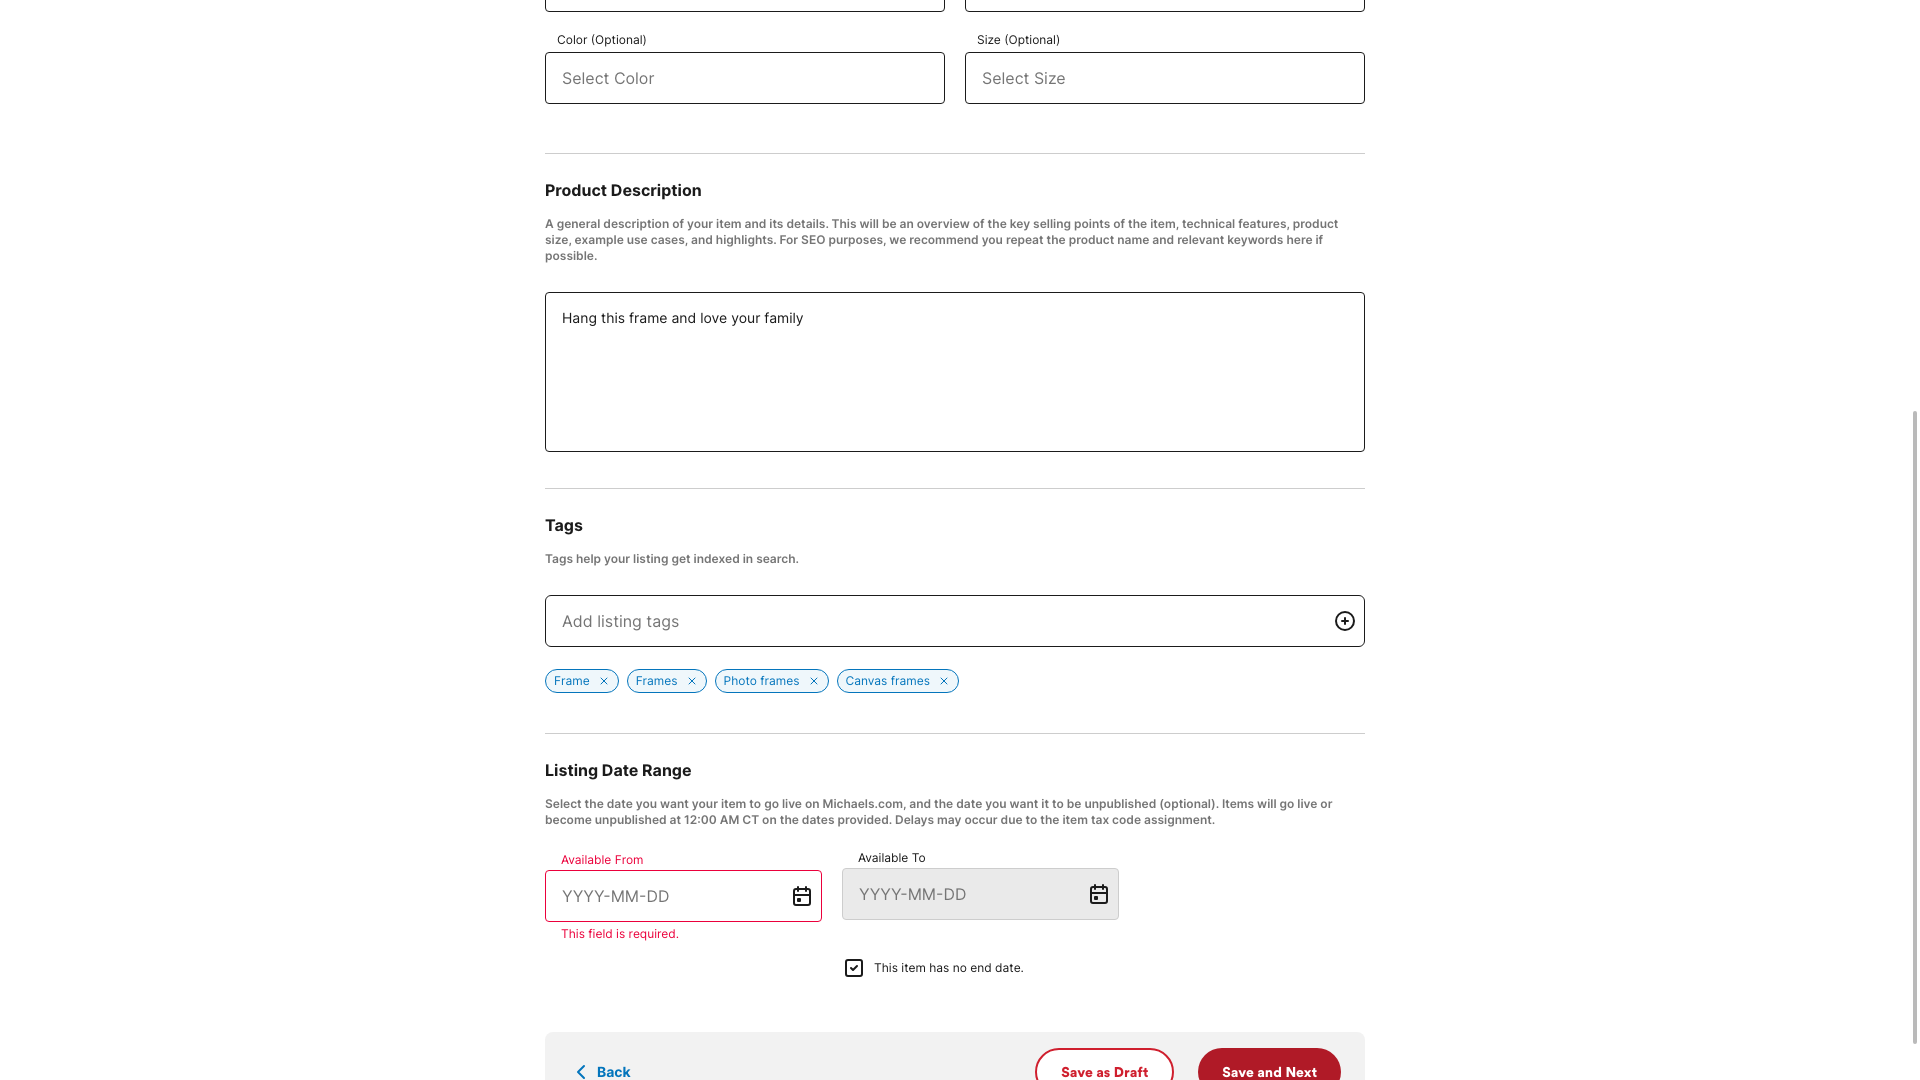 Color (Optional)
Size (Optional)
Select Color
Select Size
Product Description
A general description of your item and its details. This will be an overview of the key selling points of the item, technical features, product
size, example use cases, and highlights. For SEO purposes, we recommend you repeat the product name and relevant keywords here if
possible.
Hang this frame and love your family
Tags
Tags help your listing get indexed in search.
Add listing tags
Frame
Frames
Photo frames
Canvas frames
Listing Date Range
Select the date you want your item to go live on Michaels.com, and the date you want it to be unpublished (optional). Items will go live or
become unpublished at 12:00 AM CT on the dates provided. Delays may occur due to the item tax code assignment.
Available From
Available To
YYYY-MM-DD
YYYY-MM-DD
This field is required.
This item has no end date.
Back
Save as Draft
Save and Next